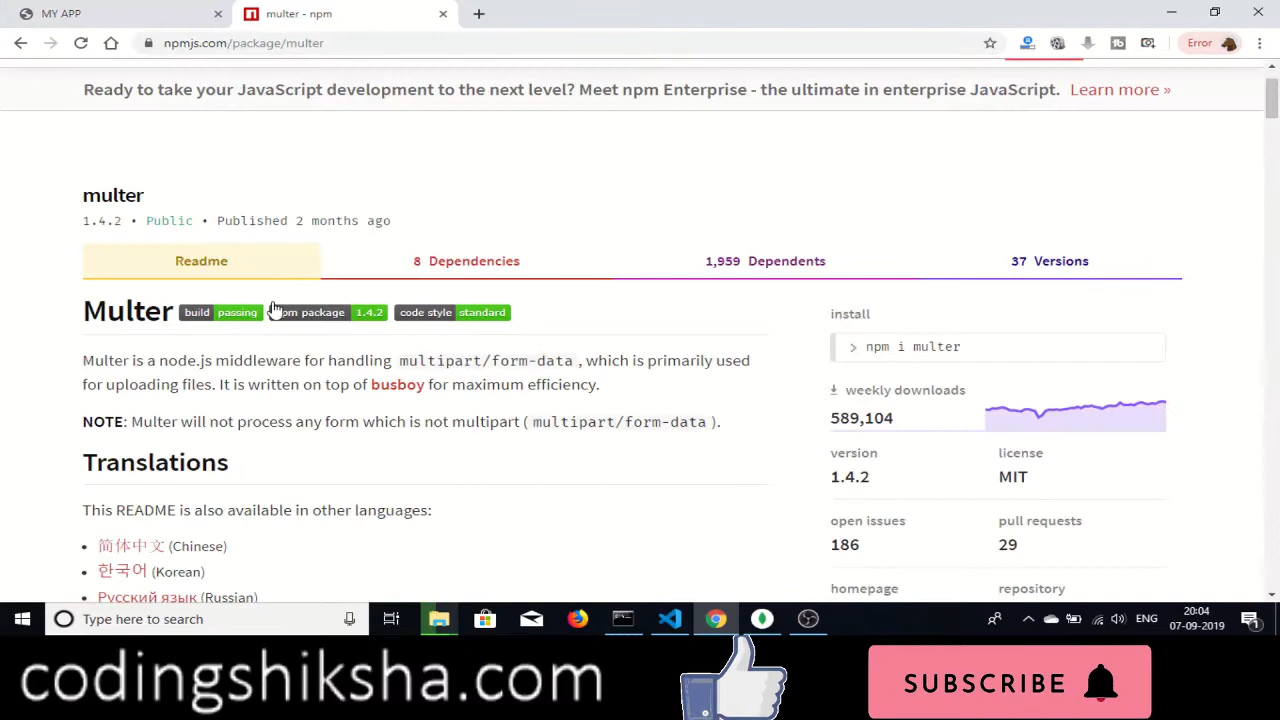 MY APP
multer - npm
npmjs.com/package/multer
Error
Ready to take your JavaScript development to the next level? Meet npm Enterprise - the ultimate in enterprise JavaScript. Learn more »
multer
1.4.2 • Public • Published 2 months ago
Readme
8 Dependencies
1,959 Dependents
37 Versions
Multer build passing package 1.4.2 code style standard
Multer is a node.js middleware for handling multipart/form-data, which is primarily used
for uploading files. It is written on top of busboy for maximum efficiency.
NOTE: Multer will not process any form which is not multipart (multipart/form-data).
Translations
This README is also available in other languages:
• 简体中文 (Chinese)
• 한국어 (Korean)
• Русский язык (Russian)
install
> npm i multer
weekly downloads
589,104
version
1.4.2
license
MIT
open issues
186
pull requests
29
homepage
repository
Type here to search
ENG
20:04
07-09-2019
1
codingshiksha.com
SUBSCRIBE